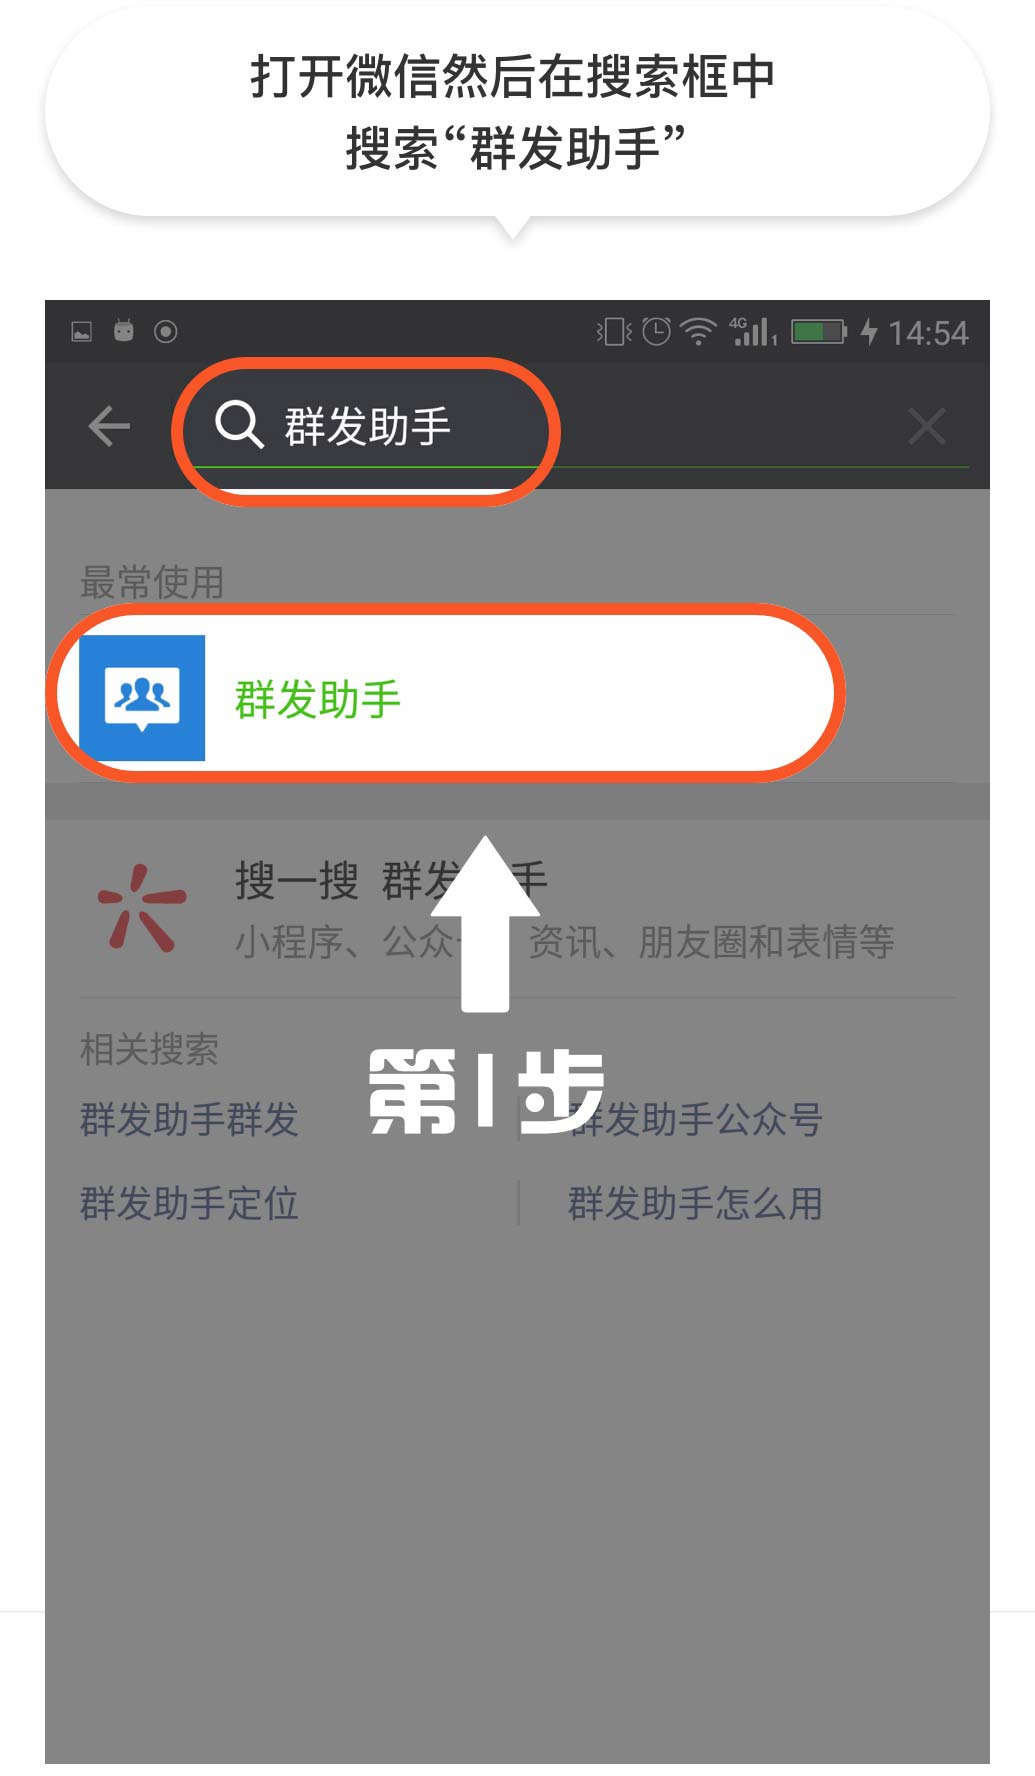 打开微信然后在搜索框中
搜索“群发助手”
4G 1 14:54
群发助手
最常使用
群发助手
搜一搜 群发 手
小程序、公众 资讯、朋友圈和表情等
第1步
相关搜索
群发助手群发 群发助手公众号
群发助手定位 群发助手怎么用